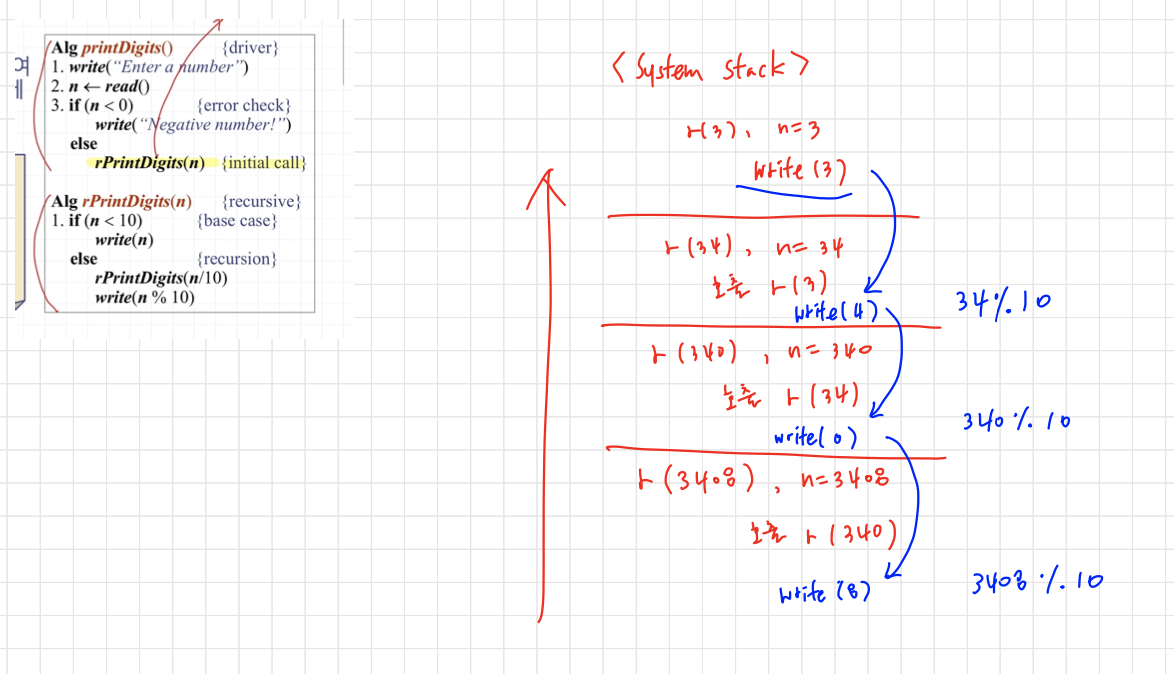 Alg printDigits() {driver}
1. write("Enter a number")
2. n ← read()
3. if (n < 0) {error check}
write("Negative number!")
else
rPrintDigits(n) {initial call}
Alg rPrintDigits(n) {recursive}
1. if (n < 10) {base case}
write(n)
else {recursion}
rPrintDigits(n/10)
write(n % 10)
<System stack>
r(3), n=3
write(3)
r(34), n=34
호출 r(3)
write(4) 34%10
r(340), n=340
호출 r(34)
write(0) 340%10
r(3408), n=3408
호출 r(340)
write(8) 3408%10